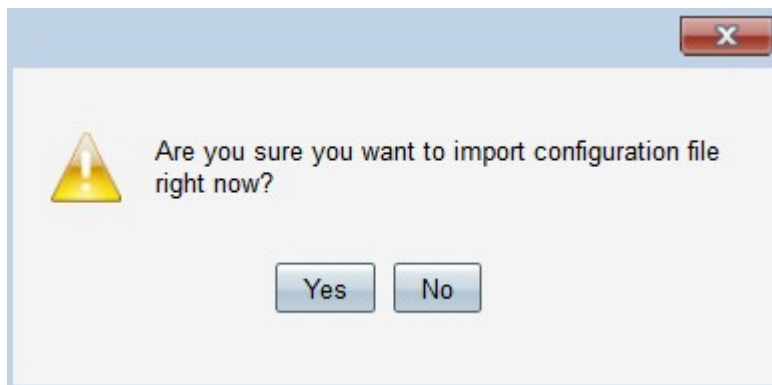 Are you sure you want to import configuration file
right now?
Yes No